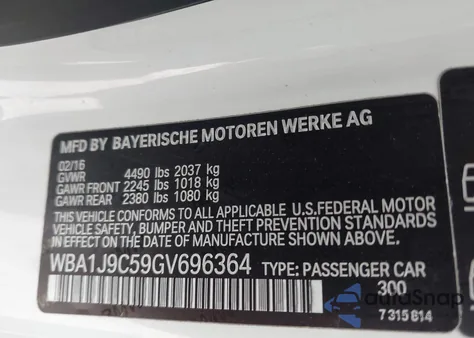 MFD BY BAYERISCHE MOTOREN WERKE AG
02/16
GVWR 4490 lbs 2037 kg
GAWR FRONT 2245 lbs 1018 kg
GAWR REAR 2380 lbs 1080 kg
THIS VEHICLE CONFORMS TO ALL APPLICABLE U.S.FEDERAL MOTOR
VEHICLE SAFETY, BUMPER AND THEFT PREVENTION STANDARDS IN
EFFECT ON THE DATE OF MANUFACTURE SHOWN ABOVE.
WBA1J9C59GV696364 TYPE: PASSENGER CAR
300
7 315 814
autoSnap